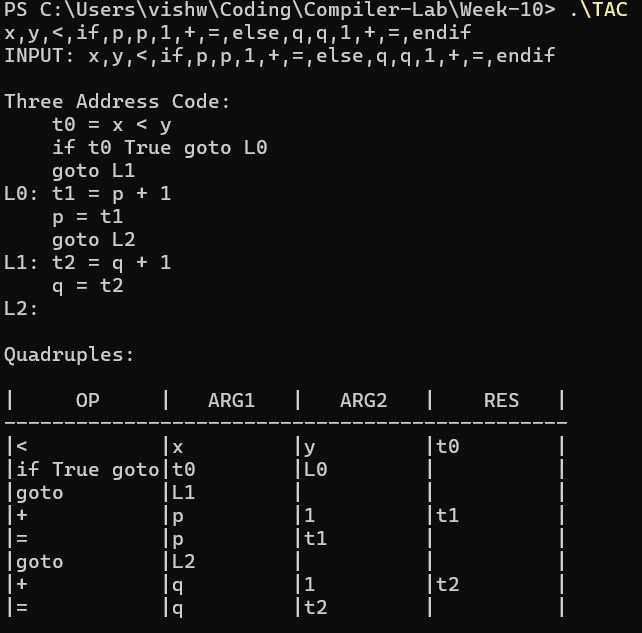 PS C:\Users\vishw\Coding\Compiler-Lab\Week-10> .\TAC
x,y,<,if,p,p,1,+,=,else,q,q,1,+,=,endif
INPUT: x,y,<,if,p,p,1,+,=,else,q,q,1,+,=,endif

Three Address Code:
    t0 = x < y
    if t0 True goto L0
    goto L1
L0: t1 = p + 1
    p = t1
    goto L2
L1: t2 = q + 1
    q = t2
L2:

Quadruples:

|     OP     |   ARG1   |   ARG2   |    RES   |
-----------------------------------------------
|<            |x         |y         |t0        |
|if True goto|t0        |L0        |          |
|goto        |L1        |          |          |
|+            |p         |1         |t1        |
|=            |p         |t1        |          |
|goto        |L2        |          |          |
|+            |q         |1         |t2        |
|=            |q         |t2        |          |